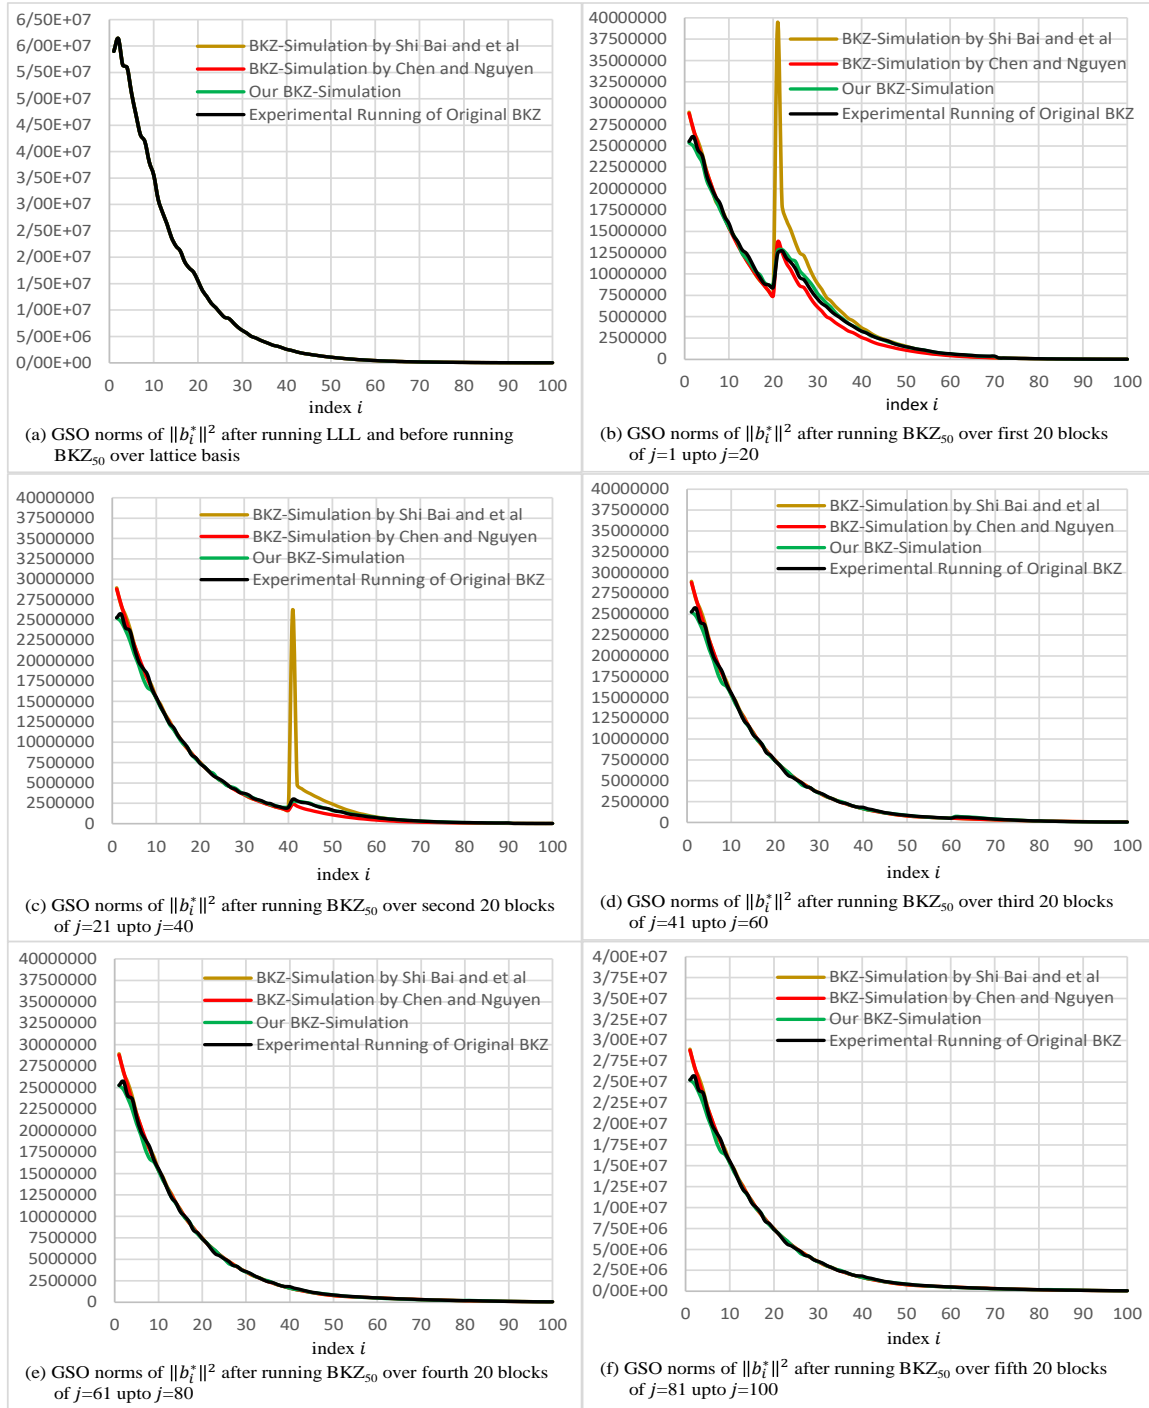 6/50E+07
6/00E+07
5/50E+07
5/00E+07
4/50E+07
4/00E+07
3/50E+07
3/00E+07
2/50E+07
2/00E+07
1/50E+07
1/00E+07
5/00E+06
0/00E+00
BKZ-Simulation by Shi Bai and et al
BKZ-Simulation by Chen and Nguyen
Our BKZ-Simulation
Experimental Running of Original BKZ
0 10 20 30 40 50 60 70 80 90 100
index i
(a) GSO norms of ‖b_i^*‖² after running LLL and before running
BKZ₅₀ over lattice basis
40000000
37500000
35000000
32500000
30000000
27500000
25000000
22500000
20000000
17500000
15000000
12500000
10000000
7500000
5000000
2500000
0
BKZ-Simulation by Shi Bai and et al
BKZ-Simulation by Chen and Nguyen
Our BKZ-Simulation
Experimental Running of Original BKZ
0 10 20 30 40 50 60 70 80 90 100
index i
(b) GSO norms of ‖b_i^*‖² after running BKZ₅₀ over first 20 blocks
of j=1 upto j=20
40000000
37500000
35000000
32500000
30000000
27500000
25000000
22500000
20000000
17500000
15000000
12500000
10000000
7500000
5000000
2500000
0
BKZ-Simulation by Shi Bai and et al
BKZ-Simulation by Chen and Nguyen
Our BKZ-Simulation
Experimental Running of Original BKZ
0 10 20 30 40 50 60 70 80 90 100
index i
(c) GSO norms of ‖b_i^*‖² after running BKZ₅₀ over second 20 blocks
of j=21 upto j=40
40000000
37500000
35000000
32500000
30000000
27500000
25000000
22500000
20000000
17500000
15000000
12500000
10000000
7500000
5000000
2500000
0
BKZ-Simulation by Shi Bai and et al
BKZ-Simulation by Chen and Nguyen
Our BKZ-Simulation
Experimental Running of Original BKZ
0 10 20 30 40 50 60 70 80 90 100
index i
(d) GSO norms of ‖b_i^*‖² after running BKZ₅₀ over third 20 blocks
of j=41 upto j=60
40000000
37500000
35000000
32500000
30000000
27500000
25000000
22500000
20000000
17500000
15000000
12500000
10000000
7500000
5000000
2500000
0
BKZ-Simulation by Shi Bai and et al
BKZ-Simulation by Chen and Nguyen
Our BKZ-Simulation
Experimental Running of Original BKZ
0 10 20 30 40 50 60 70 80 90 100
index i
(e) GSO norms of ‖b_i^*‖² after running BKZ₅₀ over fourth 20 blocks
of j=61 upto j=80
4/00E+07
3/75E+07
3/50E+07
3/25E+07
3/00E+07
2/75E+07
2/50E+07
2/25E+07
2/00E+07
1/75E+07
1/50E+07
1/25E+07
1/00E+07
7/50E+06
5/00E+06
2/50E+06
0/00E+00
BKZ-Simulation by Shi Bai and et al
BKZ-Simulation by Chen and Nguyen
Our BKZ-Simulation
Experimental Running of Original BKZ
0 10 20 30 40 50 60 70 80 90 100
index i
(f) GSO norms of ‖b_i^*‖² after running BKZ₅₀ over fifth 20 blocks
of j=81 upto j=100